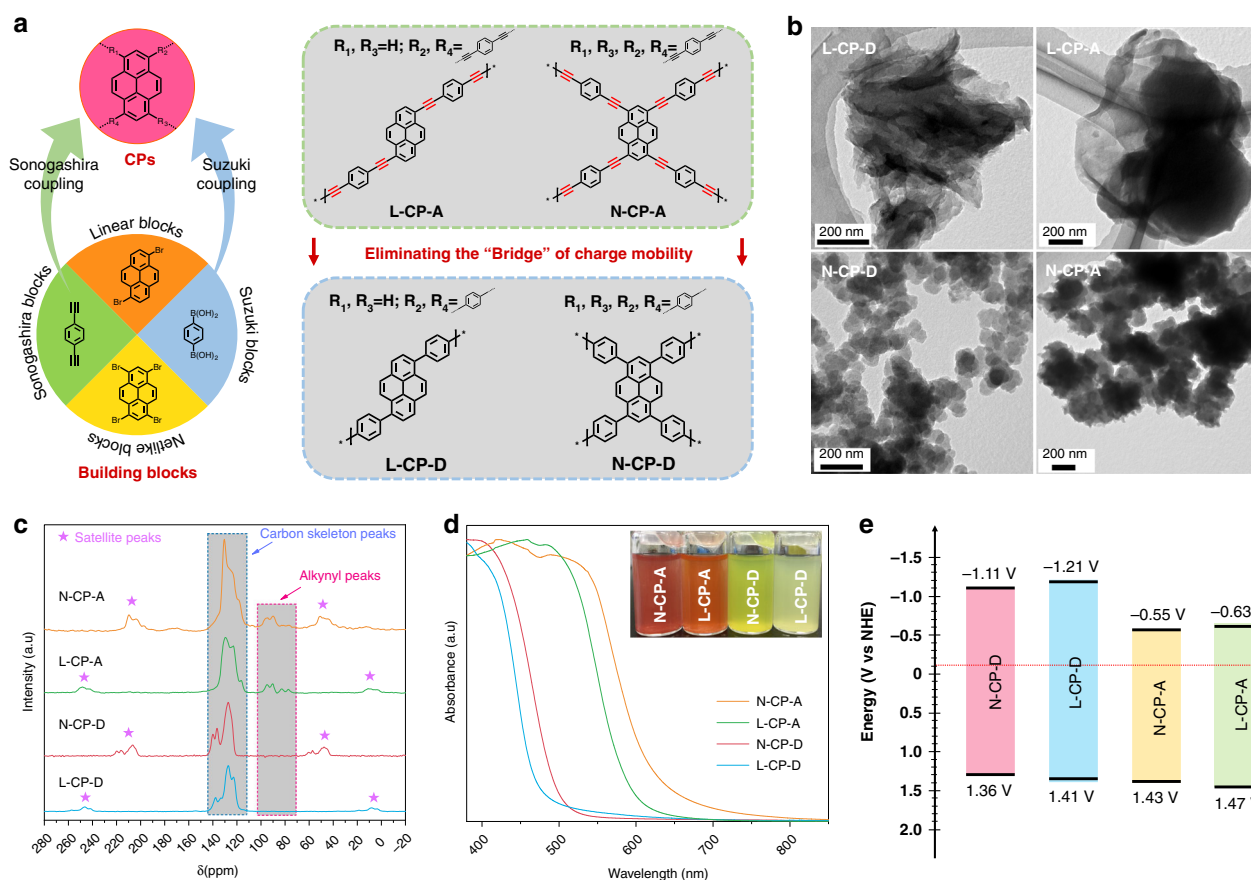 a
R₁
R₂
R₄
R₃
CPs
Sonogashira
coupling
Suzuki
coupling
Linear blocks
Sonogashira blocks
Suzuki blocks
Netlike blocks
Br
Br
B(OH)₂
B(OH)₂
Br
Br
Br
Br
Building blocks
R₁, R₃=H; R₂, R₄=
R₁, R₃, R₂, R₄=
*
*
*
*
*
*
L-CP-A
N-CP-A
Eliminating the “Bridge” of charge mobility
R₁, R₃=H; R₂, R₄=
R₁, R₃, R₂, R₄=
*
*
*
*
*
*
L-CP-D
N-CP-D
b
L-CP-D
L-CP-A
200 nm
200 nm
N-CP-D
N-CP-A
200 nm
200 nm
c
★ Satellite peaks
Carbon skeleton peaks
Alkynyl peaks
N-CP-A
L-CP-A
N-CP-D
L-CP-D
Intensity (a.u)
280 260 240 220 200 180 160 140 120 100 80 60 40 20 0 −20
δ(ppm)
d
N-CP-A
L-CP-A
N-CP-D
L-CP-D
N-CP-A
L-CP-A
N-CP-D
L-CP-D
Absorbance (a.u)
400 500 600 700 800
Wavelength (nm)
e
Energy (V vs NHE)
−1.5
−1.0
−0.5
0
0.5
1.0
1.5
2.0
−1.11 V
−1.21 V
−0.55 V
−0.63
N-CP-D
L-CP-D
N-CP-A
L-CP-A
1.36 V
1.41 V
1.43 V
1.47 V